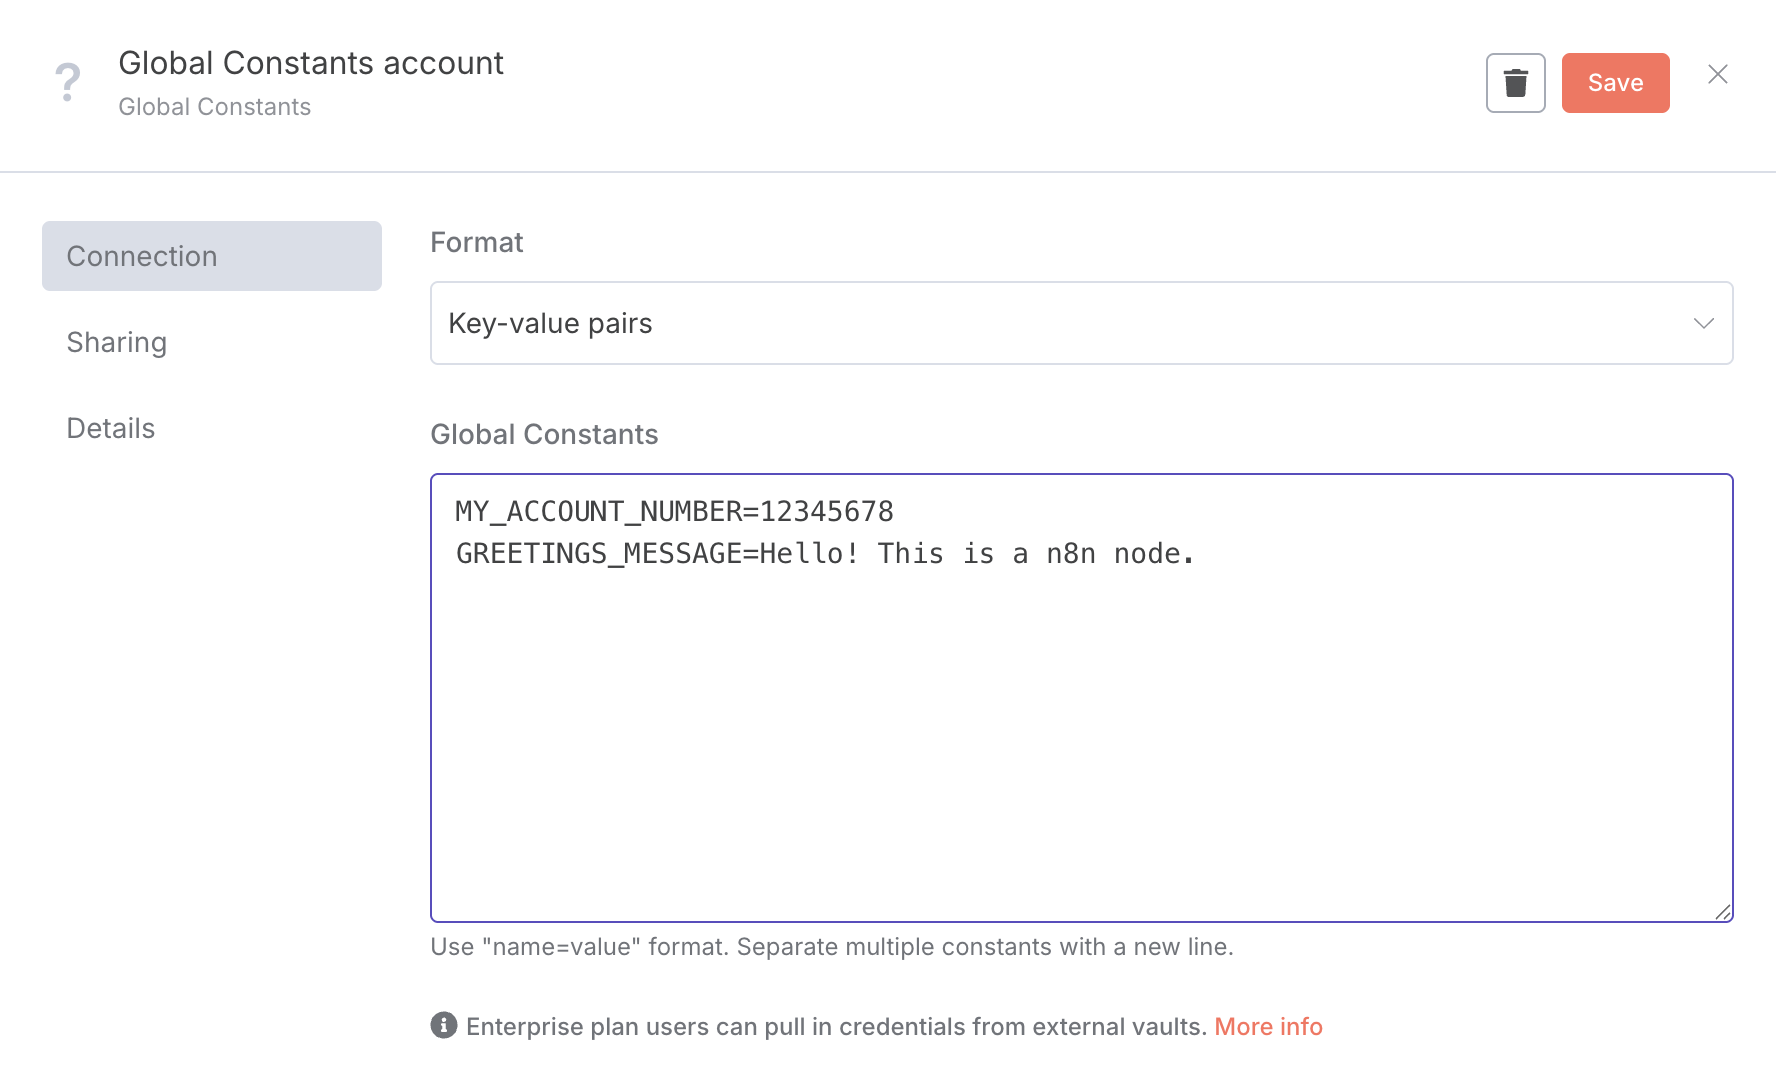 Global Constants account
Global Constants
Save
Connection
Sharing
Details
Format
Key-value pairs
Global Constants
MY_ACCOUNT_NUMBER=12345678
GREETINGS_MESSAGE=Hello! This is a n8n node.
Use "name=value" format. Separate multiple constants with a new line.
Enterprise plan users can pull in credentials from external vaults. More info